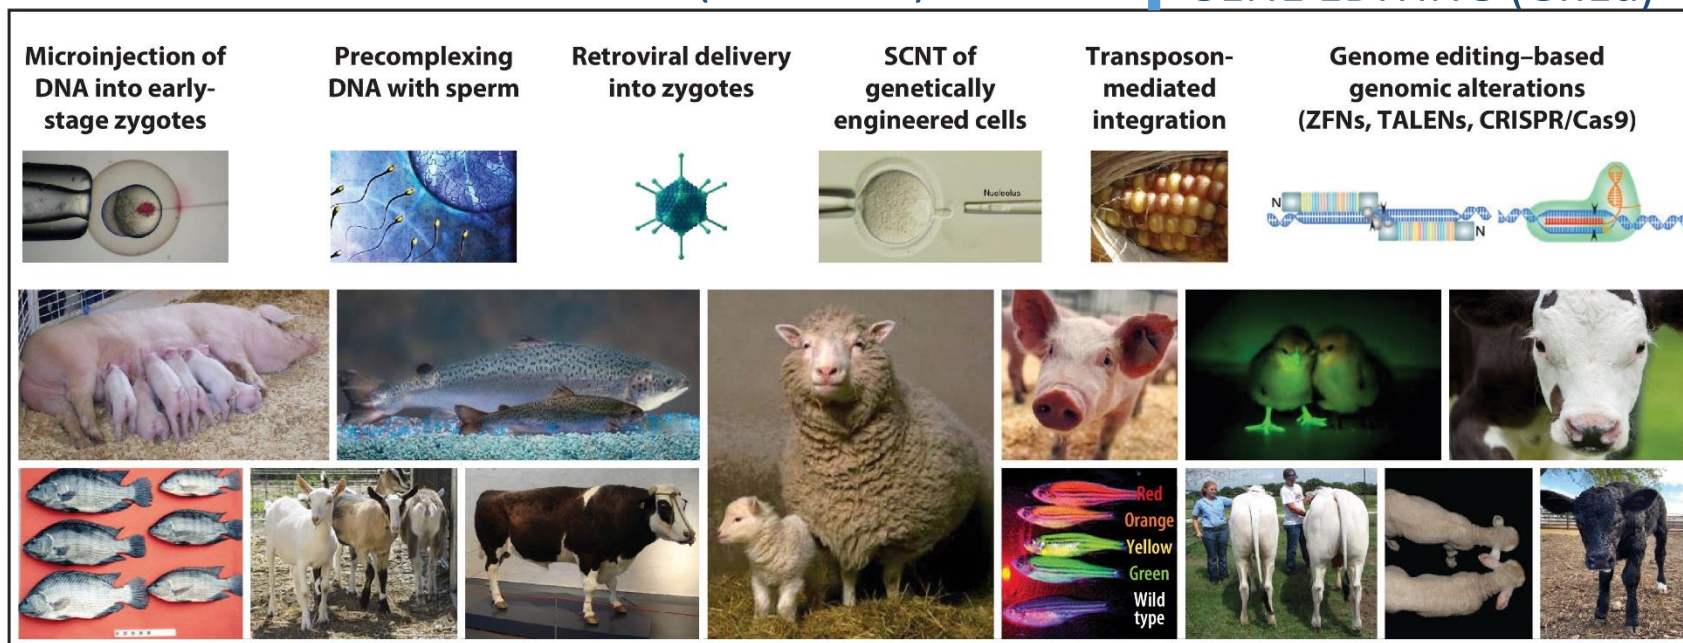 Microinjection of
DNA into early-
stage zygotes
Precomplexing
DNA with sperm
Retroviral delivery
into zygotes
SCNT of
genetically
engineered cells
Transposon-
mediated
integration
Genome editing–based
genomic alterations
(ZFNs, TALENs, CRISPR/Cas9)
Nucleolus
N
N
Red
Orange
Yellow
Green
Wild
type